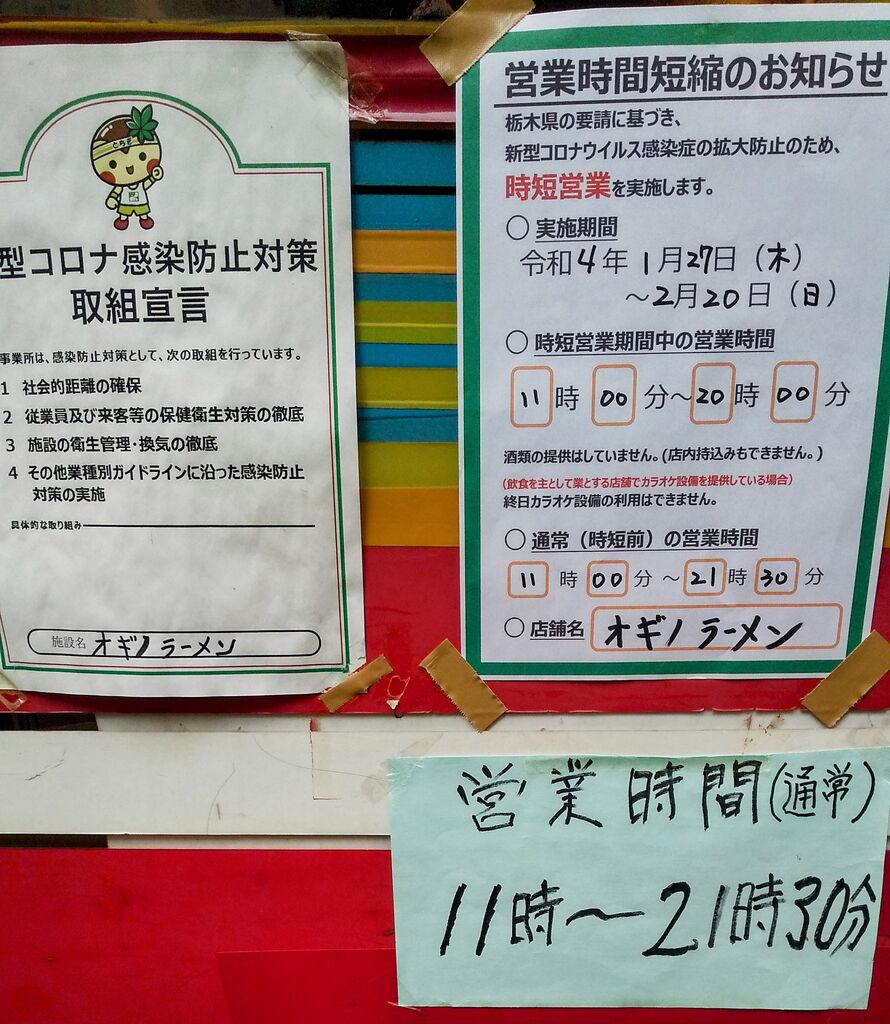 とちぎ
型コロナ感染防止対策
取組宣言
事業所は、感染防止対策として、次の取組を行っています。
1 社会的距離の確保
2 従業員及び来客等の保健衛生対策の徹底
3 施設の衛生管理・換気の徹底
4 その他業種別ガイドラインに沿った感染防止
対策の実施
具体的な取り組み
施設名 オギノラーメン
営業時間短縮のお知らせ
栃木県の要請に基づき、
新型コロナウイルス感染症の拡大防止のため、
時短営業を実施します。
○ 実施期間
令和4年 1月27日（木）
～2月20日（日）
○ 時短営業期間中の営業時間
11時00分～20時00分
酒類の提供はしていません。(店内持込みもできません。)
(飲食を主として業とする店舗でカラオケ設備を提供している場合)
終日カラオケ設備の利用はできません。
○ 通常（時短前）の営業時間
11時00分～21時30分
○ 店舗名 オギノラーメン
営業時間(通常)
11時～21時30分